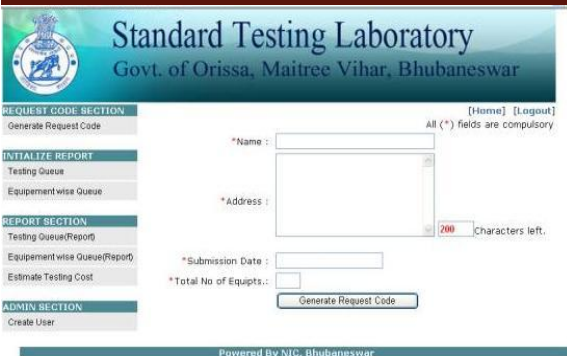 Standard Testing Laboratory
Govt. of Orissa, Maitree Vihar, Bhubaneswar
REQUEST CODE SECTION
Generate Request Code
INTIALIZE REPORT
Testing Queue
Equipement wise Queue
REPORT SECTION
Testing Queue(Report)
Equipement wise Queue(Report)
Estimate Testing Cost
ADMIN SECTION
Create User
[Home] [Logout]
All (*) fields are compulsory
*Name :
*Address :
200 Characters left.
*Submission Date :
*Total No of Equipts.:
Generate Request Code
Powered By NIC, Bhubaneswar